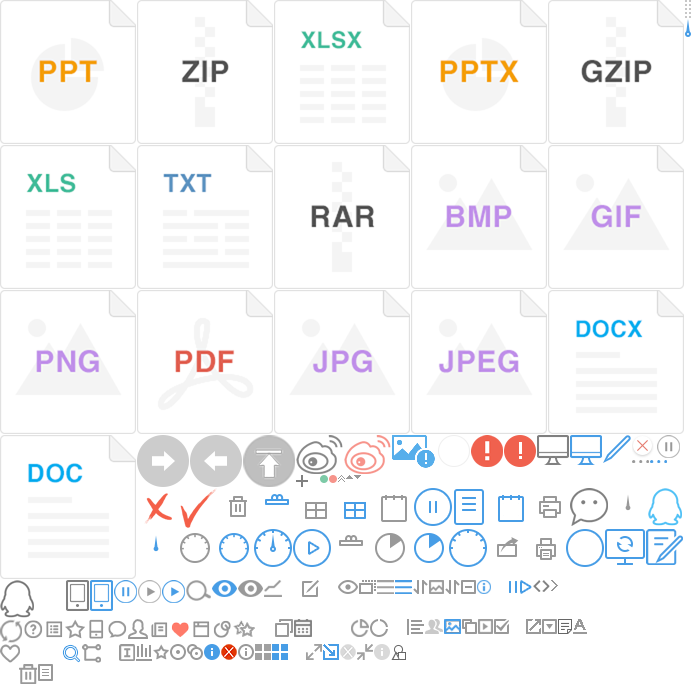 PPT ZIP XLSX PPTX GZIP
XLS TXT RAR BMP GIF
PNG PDF JPG JPEG DOCX
DOC